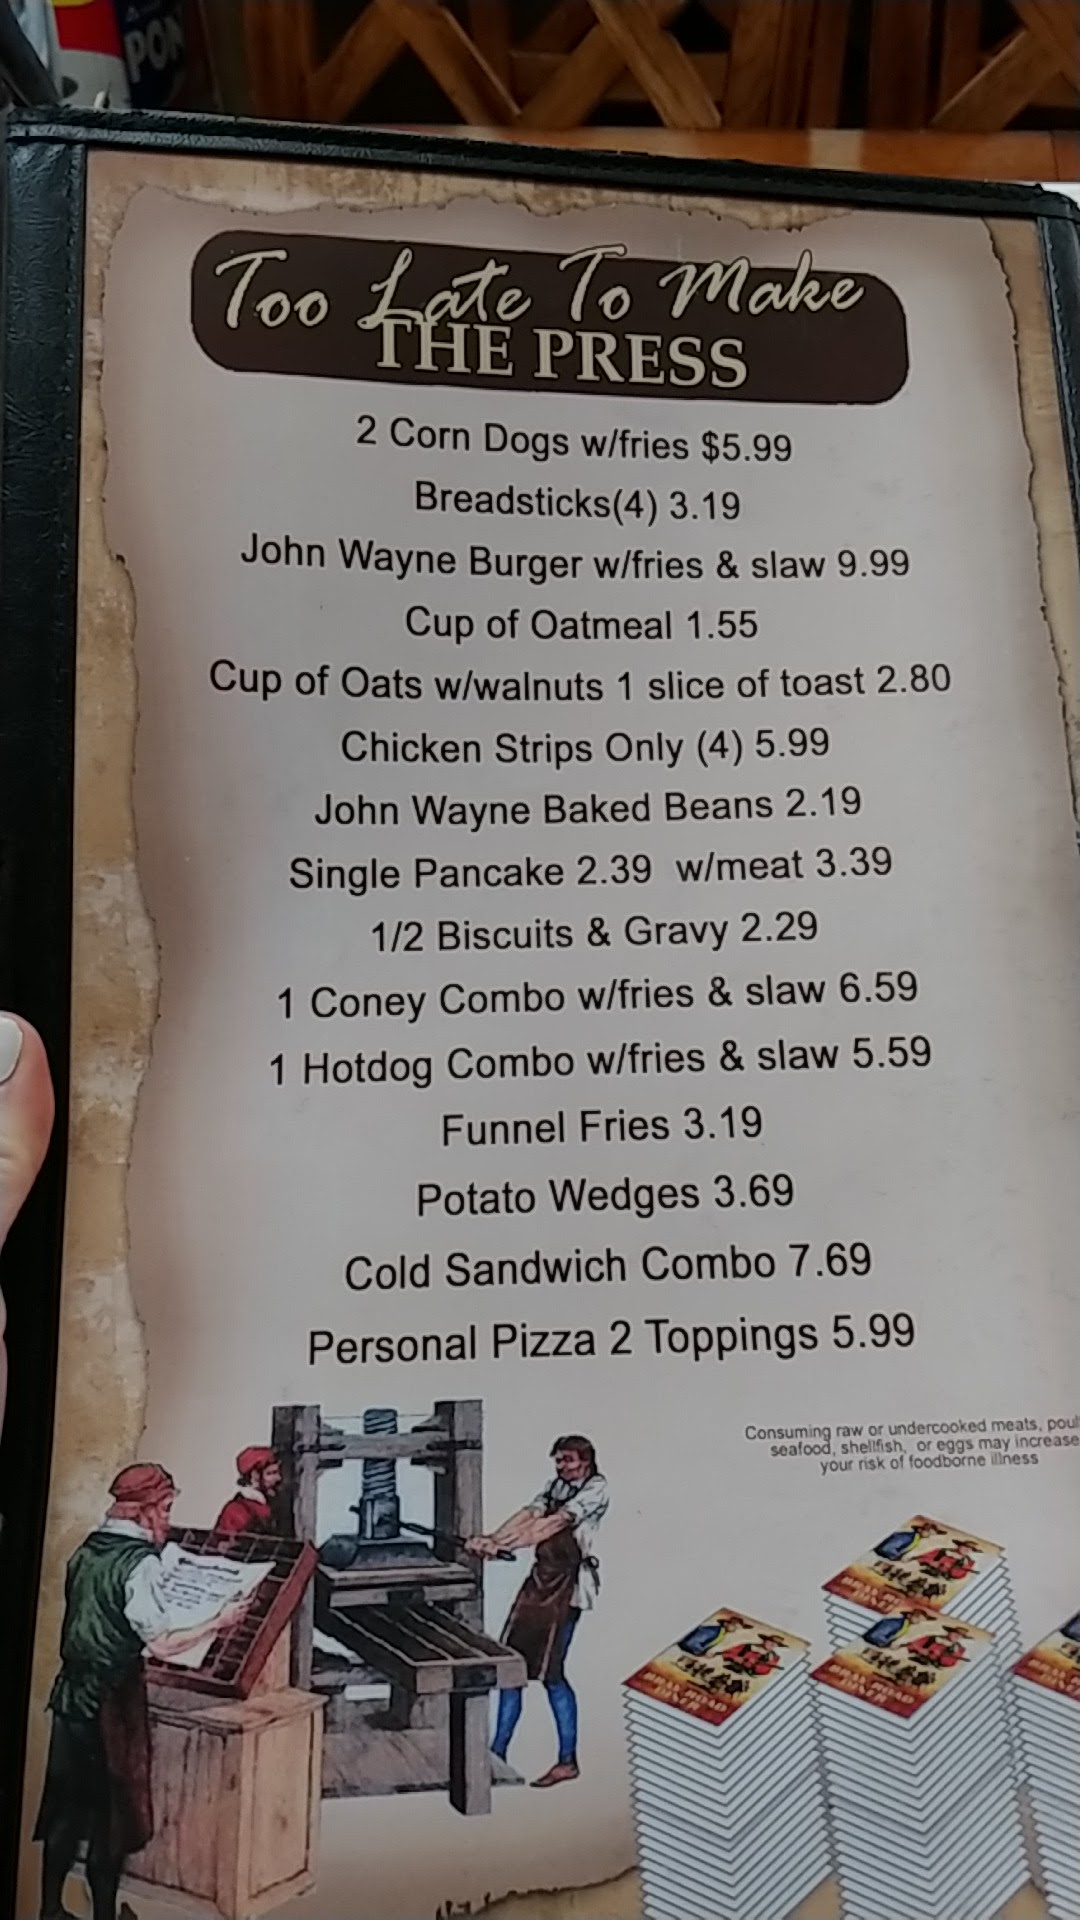 PON
Too Late To Make
THE PRESS
2 Corn Dogs w/fries $5.99
Breadsticks(4) 3.19
John Wayne Burger w/fries & slaw 9.99
Cup of Oatmeal 1.55
Cup of Oats w/walnuts 1 slice of toast 2.80
Chicken Strips Only (4) 5.99
John Wayne Baked Beans 2.19
Single Pancake 2.39 w/meat 3.39
1/2 Biscuits & Gravy 2.29
1 Coney Combo w/fries & slaw 6.59
1 Hotdog Combo w/fries & slaw 5.59
Funnel Fries 3.19
Potato Wedges 3.69
Cold Sandwich Combo 7.69
Personal Pizza 2 Toppings 5.99
Consuming raw or undercooked meats, poul
seafood, shellfish, or eggs may increase
your risk of foodborne illness